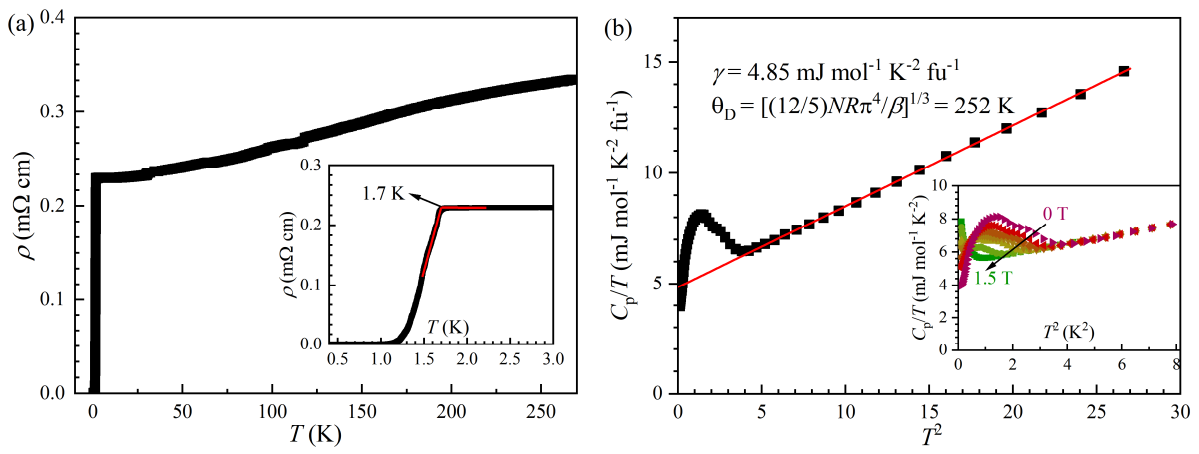 (a)
0.4
0.3
0.2
0.1
0.0
ρ (mΩ cm)
0 50 100 150 200 250
T (K)
0.3
0.2
0.1
0.0
ρ (mΩ cm)
1.7 K
T (K)
0.5 1.0 1.5 2.0 2.5 3.0
(b)
15
10
5
0
Cp/T (mJ mol⁻¹ K⁻² fu⁻¹)
γ = 4.85 mJ mol⁻¹ K⁻² fu⁻¹
θD = [(12/5)NRπ⁴/β]¹ᐟ³ = 252 K
0 5 10 15 20 25 30
T²
10
8
6
4
2
0
Cp/T (mJ mol⁻¹ K⁻²)
0 T
1.5 T
T² (K²)
0 2 4 6 8